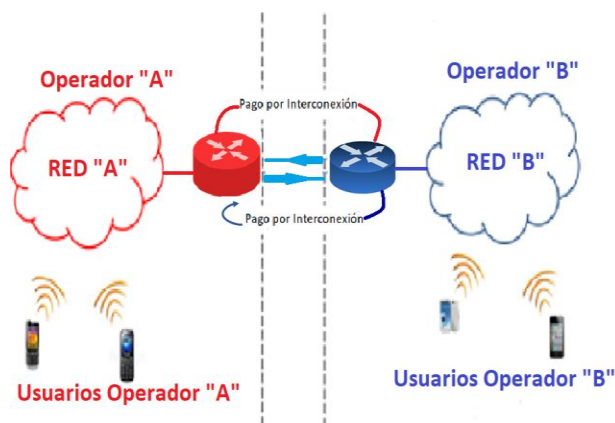 Operador "A"
Operador "B"
Pago por Interconexión
RED "A"
RED "B"
Pago por Interconexión
Usuarios Operador "A"
Usuarios Operador "B"